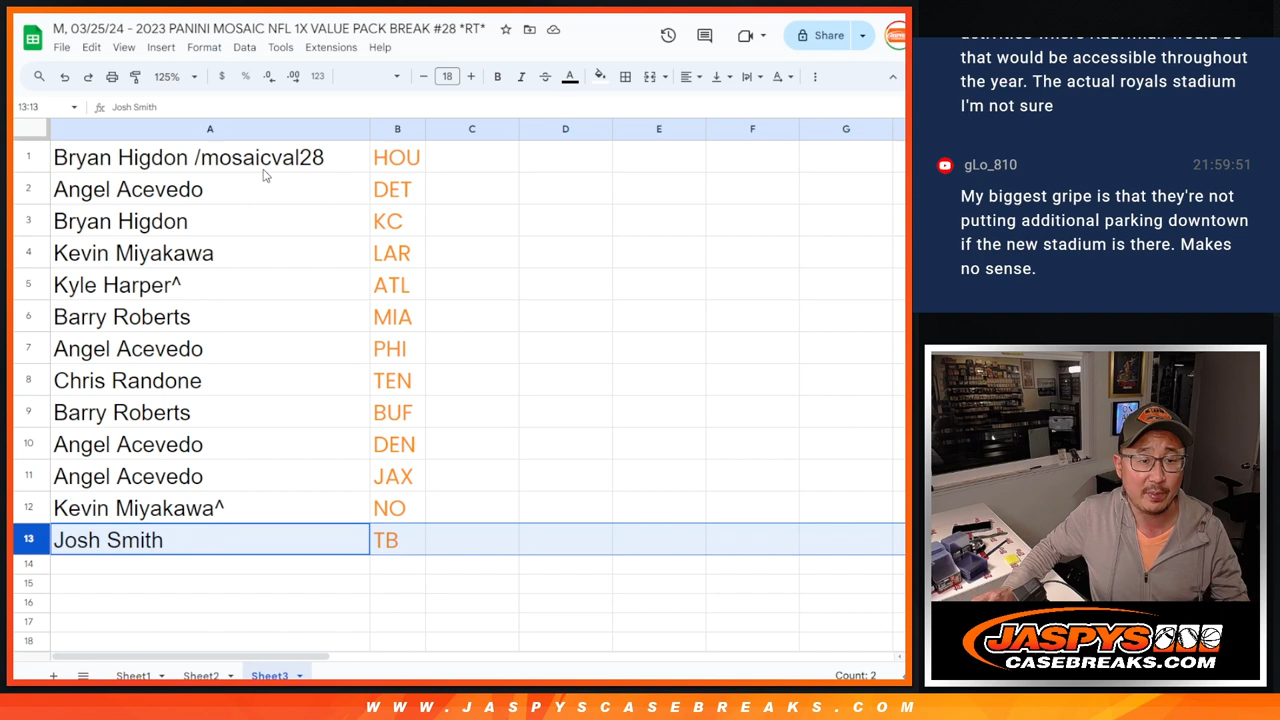 M, 03/25/24 - 2023 PANINI MOSAIC NFL 1X VALUE PACK BREAK #28 *RT*
File Edit View Insert Format Data Tools Extensions Help
Share
125% $ % .0 .00 123 − 18 + B I A
13:13 fx Josh Smith
A B C D E F G
1 Bryan Higdon /mosaicval28 HOU
2 Angel Acevedo DET
3 Bryan Higdon KC
4 Kevin Miyakawa LAR
5 Kyle Harper^ ATL
6 Barry Roberts MIA
7 Angel Acevedo PHI
8 Chris Randone TEN
9 Barry Roberts BUF
10 Angel Acevedo DEN
11 Angel Acevedo JAX
12 Kevin Miyakawa^ NO
13 Josh Smith TB
14
15
16
17
18
Sheet1 Sheet2 Sheet3 Count: 2
that would be accessible throughout
the year. The actual royals stadium
I'm not sure
gLo_810 21:59:51
My biggest gripe is that they're not
putting additional parking downtown
if the new stadium is there. Makes
no sense.
JASPYS
CASEBREAKS.COM
WWW.JASPYSCASEBREAKS.COM